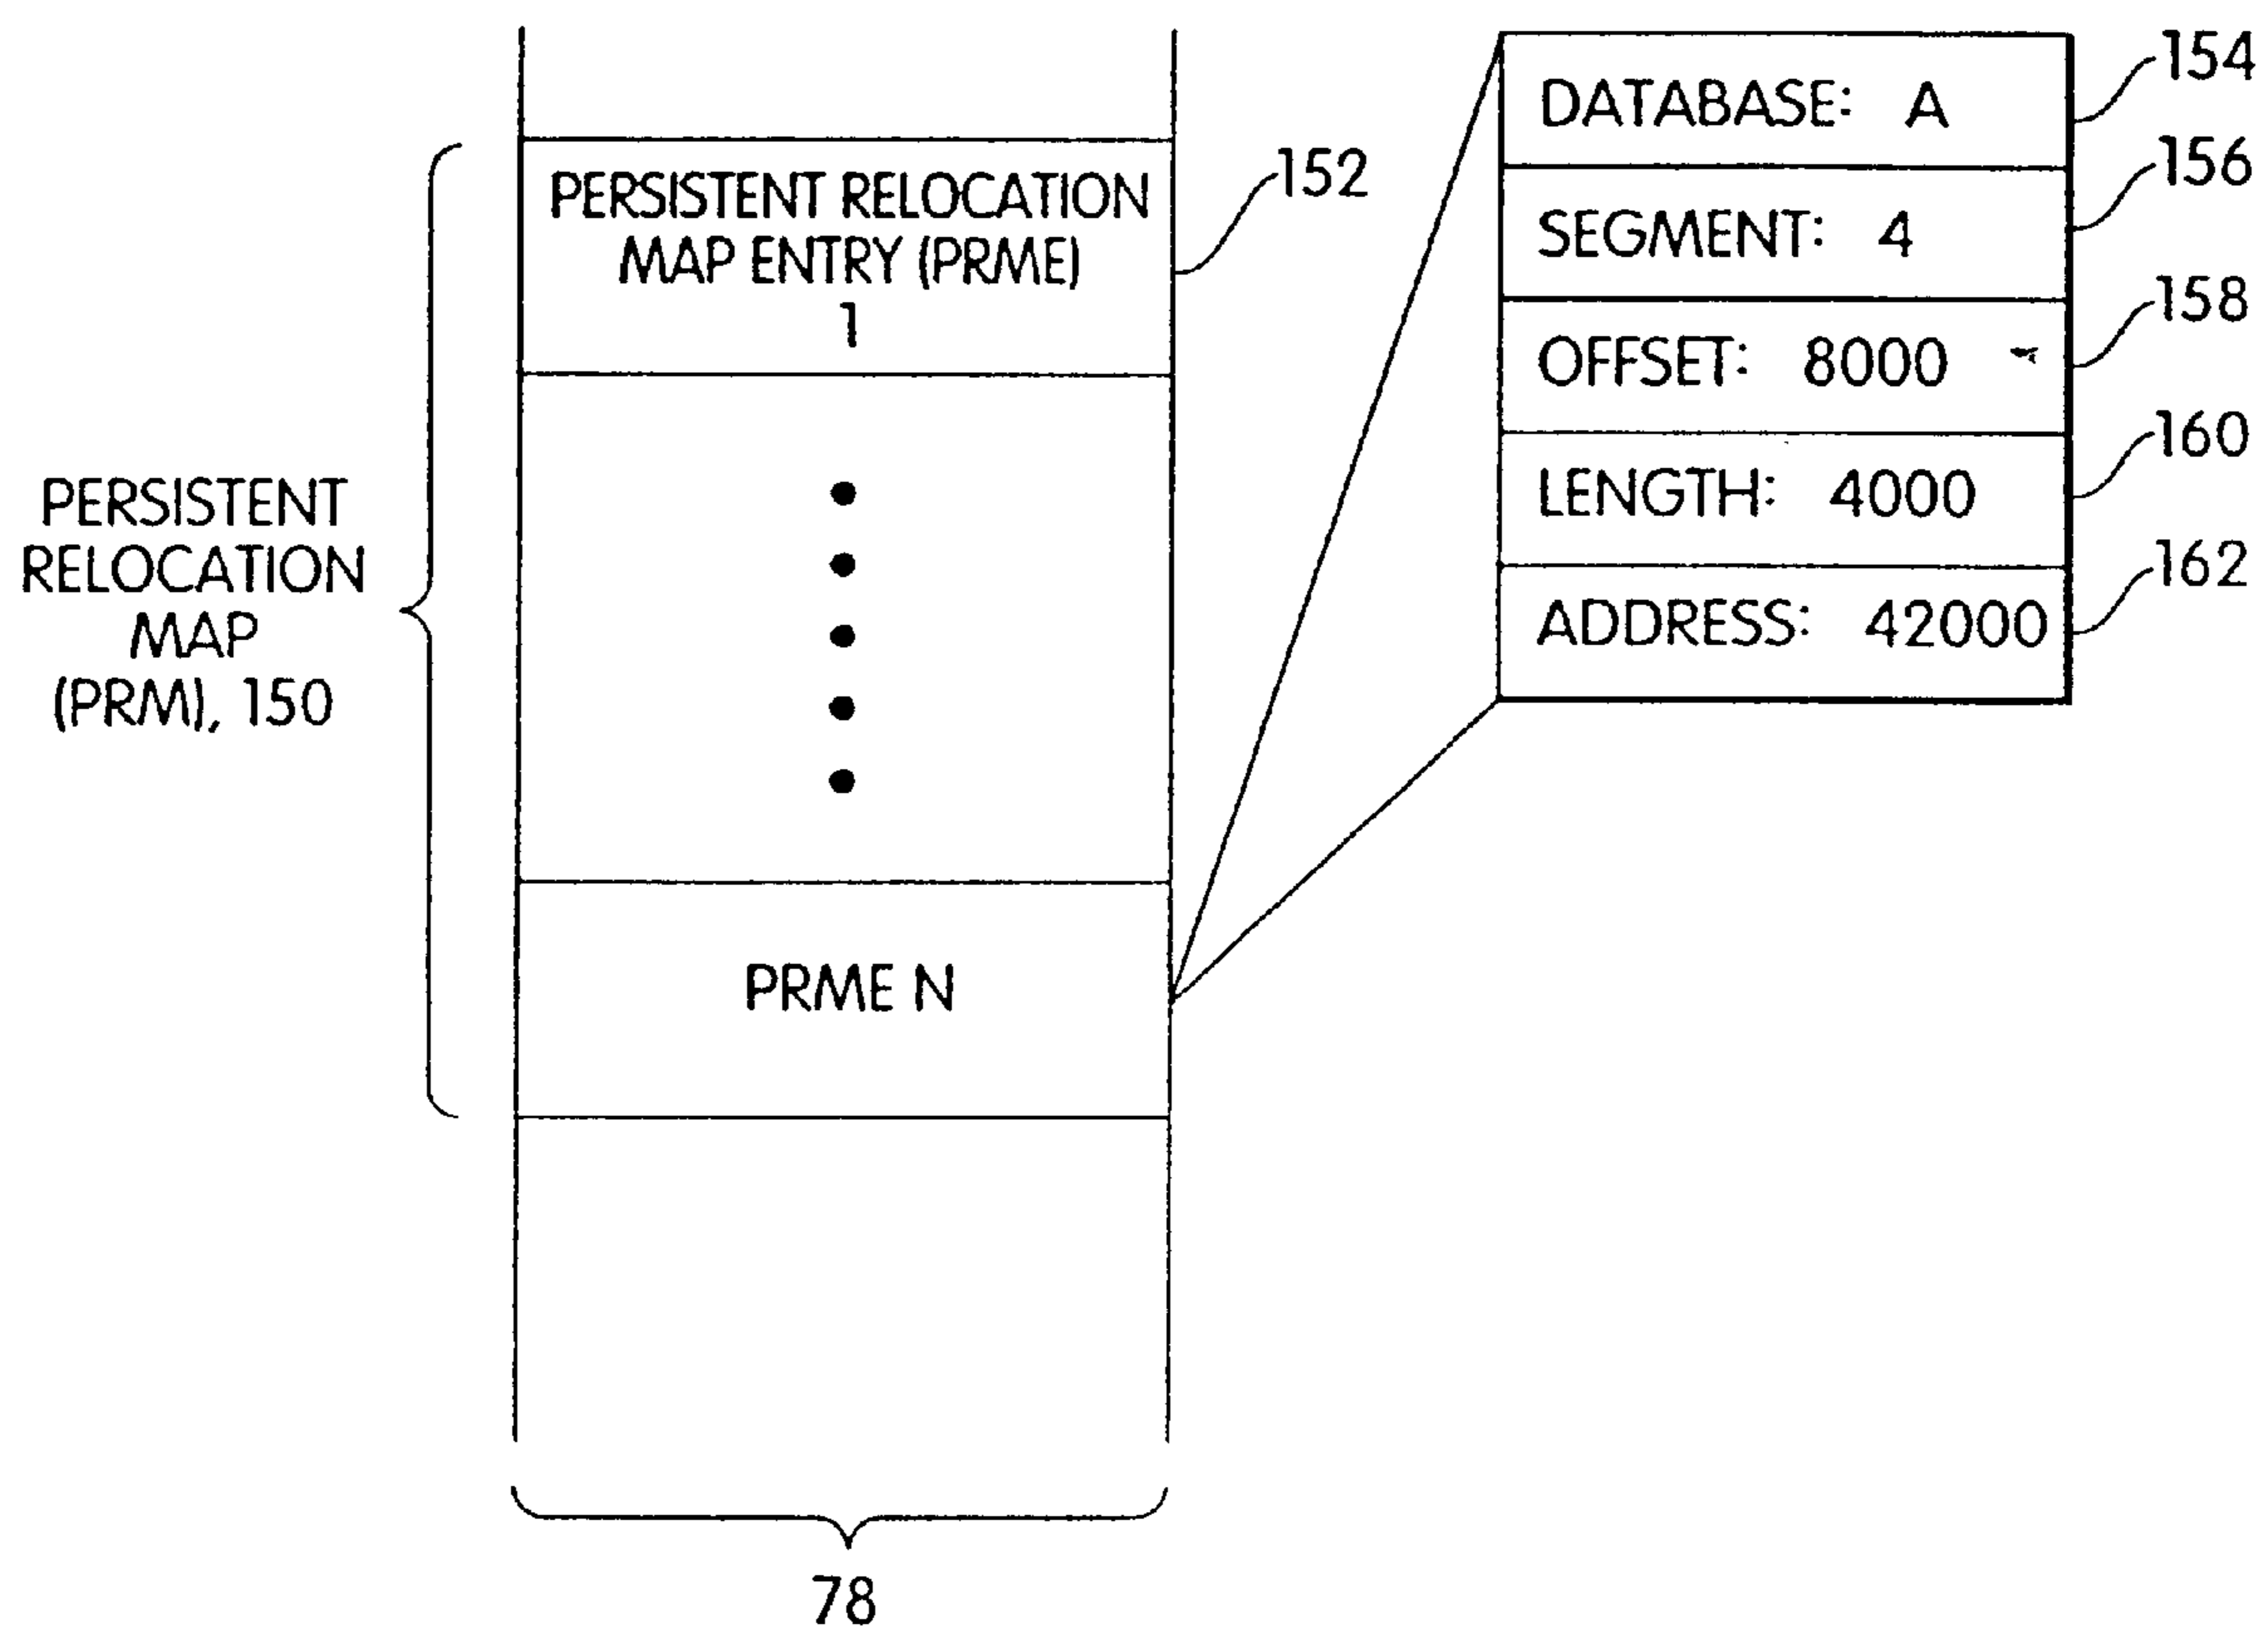 PERSISTENT
RELOCATION
MAP
(PRM), 150
PERSISTENT RELOCATION
MAP ENTRY (PRME)
1
152
PRME N
78
DATABASE: A
154
SEGMENT: 4
156
OFFSET: 8000
158
LENGTH: 4000
160
ADDRESS: 42000
162